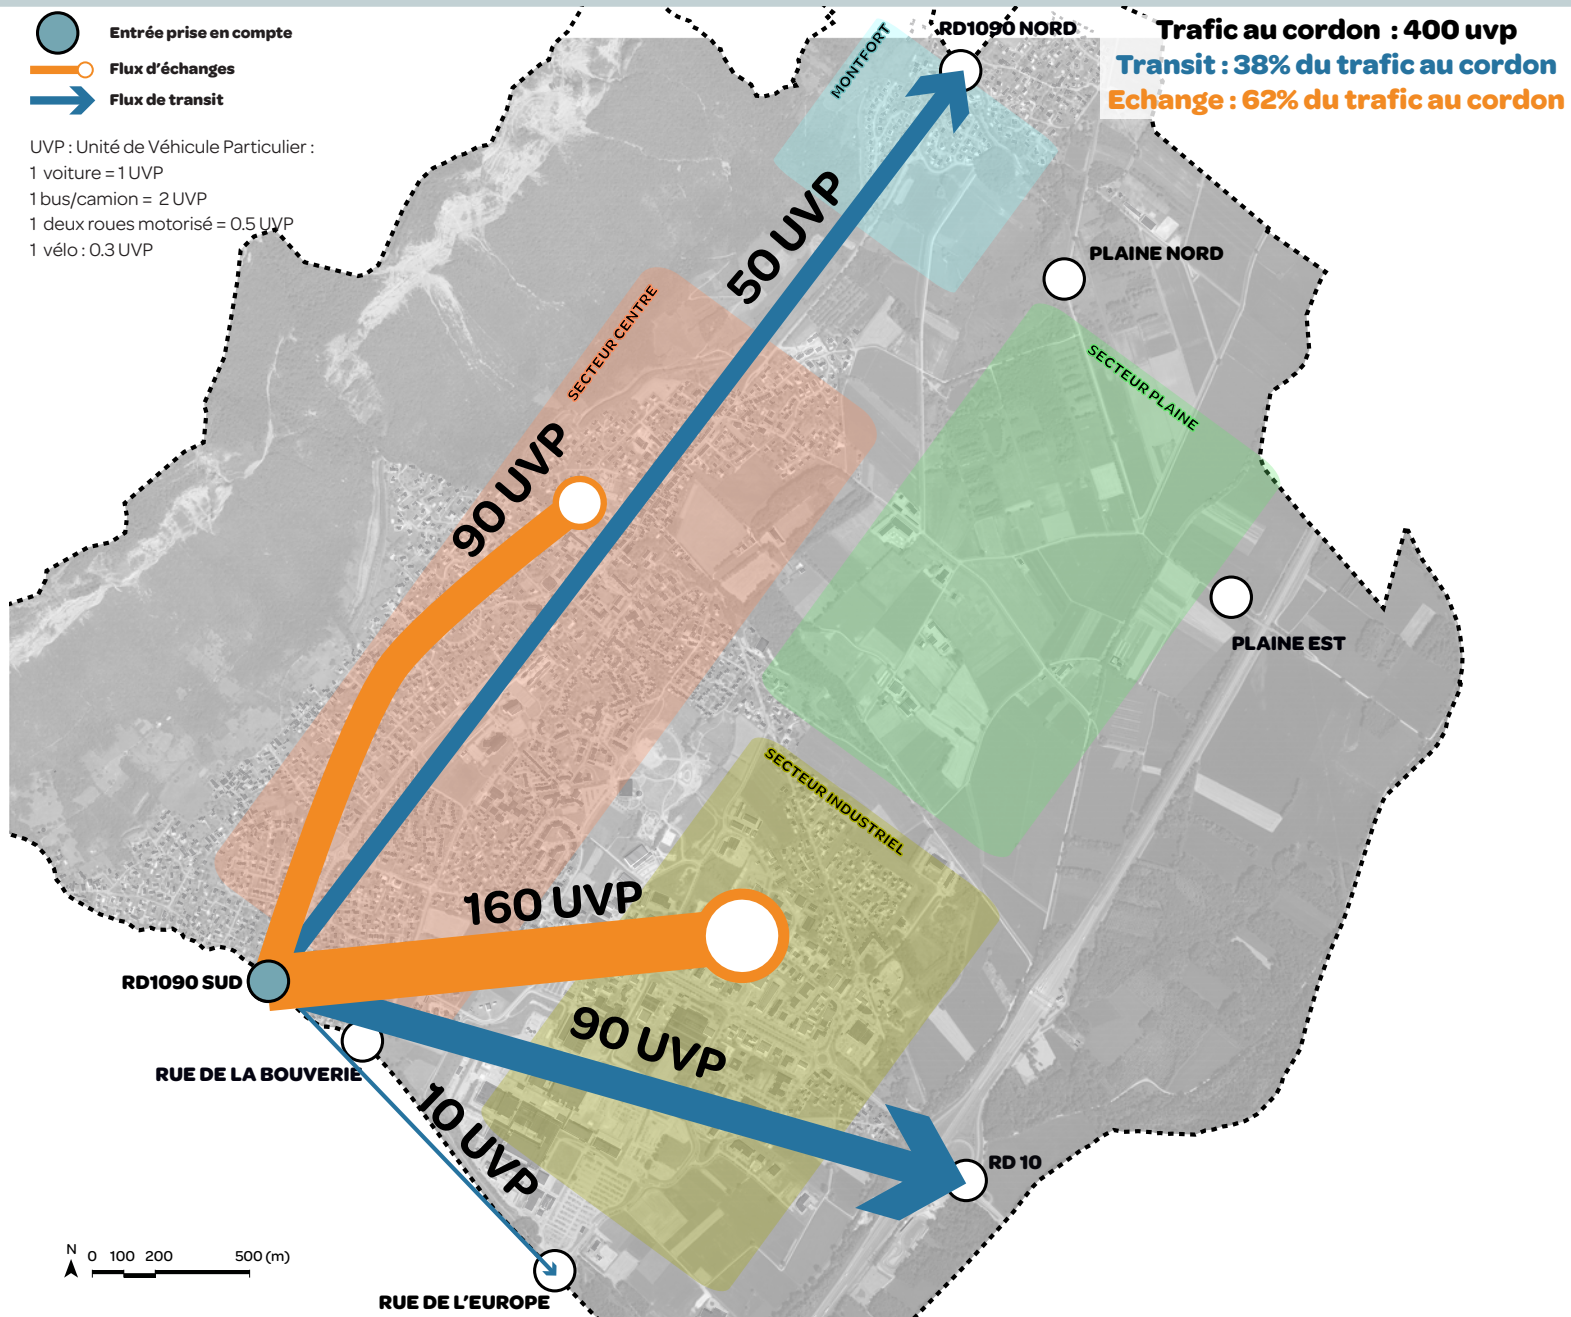 Entrée prise en compte
Flux d'échanges
Flux de transit
UVP : Unité de Véhicule Particulier :
1 voiture = 1 UVP
1 bus/camion = 2 UVP
1 deux roues motorisé = 0.5 UVP
1 vélo : 0.3 UVP
Trafic au cordon : 400 uvp
Transit : 38% du trafic au cordon
Echange : 62% du trafic au cordon
RD1090 NORD
MONTFORT
50 UVP
PLAINE NORD
SECTEUR CENTRE
SECTEUR PLAINE
90 UVP
PLAINE EST
SECTEUR INDUSTRIEL
160 UVP
RD1090 SUD
90 UVP
RUE DE LA BOUVERIE
10 UVP
RD 10
N 0 100 200 500 (m)
RUE DE L'EUROPE